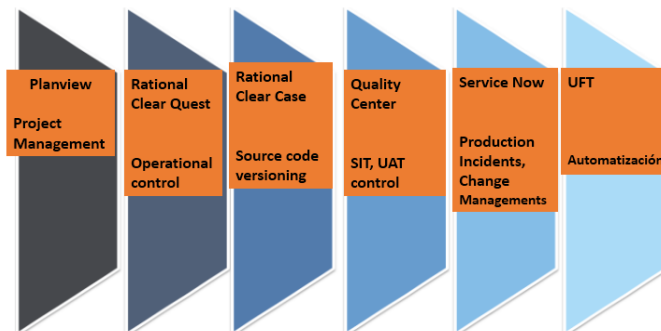 Planview
Project
Management
Rational
Clear Quest
Operational
control
Rational
Clear Case
Source code
versioning
Quality
Center
SIT, UAT
control
Service Now
Production
Incidents,
Change
Managements
UFT
Automatización